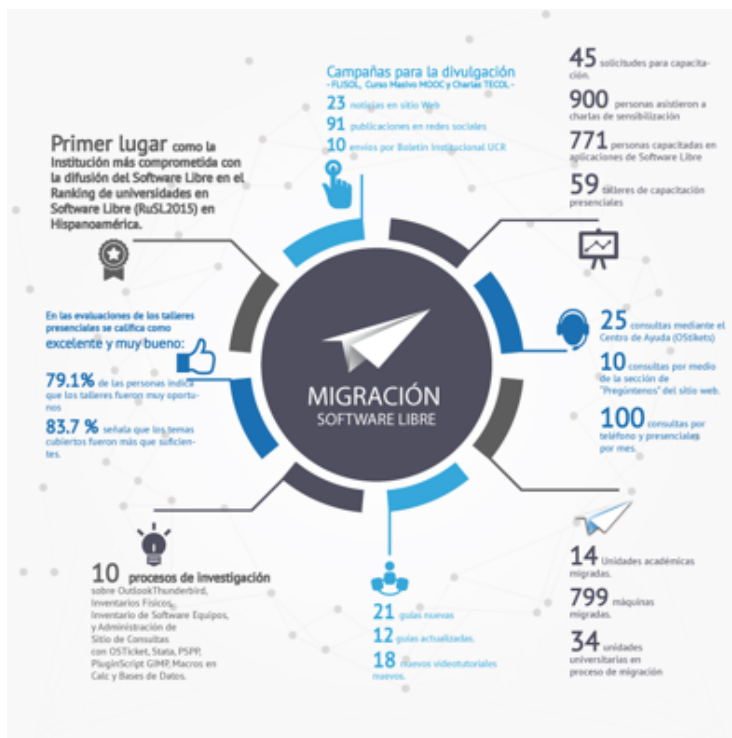 Campañas para la divulgación
- FLISOL, Curso Masivo MOOC y Charlas TECOL -
23 noticias en sitio Web
91 publicaciones en redes sociales
10 envíos por Boletín Institucional UCR
45 solicitudes para capacita-
ción.
900 personas asistieron a
charlas de sensibilización
771 personas capacitadas en
aplicaciones de Software Libre
59 talleres de capacitación
presenciales
Primer lugar como la
Institución más comprometida con
la difusión del Software Libre en el
Ranking de universidades en
Software Libre (RuSL2015) en
Hispanoamérica.
En las evaluaciones de los talleres
presenciales se califica como
excelente y muy bueno:
79.1% de las personas indica
que los talleres fueron muy oportu-
nos
83.7 % señala que los temas
cubiertos fueron más que suficien-
tes.
MIGRACIÓN
SOFTWARE LIBRE
25 consultas mediante el
Centro de Ayuda (OStikets)
10 consultas por medio
de la sección de
"Pregúntenos" del sitio web.
100 consultas por
teléfono y presenciales
por mes.
10 procesos de investigación
sobre OutlookThunderbird,
Inventarios Físicos,
Inventario de Software Equipos,
y Administración de
Sitio de Consultas
con OSTicket, Stata, PSPP,
PluginScript GIMP, Macros en
Calc y Bases de Datos.
21 guías nuevas
12 guías actualizadas.
18 nuevos videotutoriales
nuevos.
14 Unidades académicas
migradas.
799 máquinas
migradas.
34 unidades
universitarias en
proceso de migración